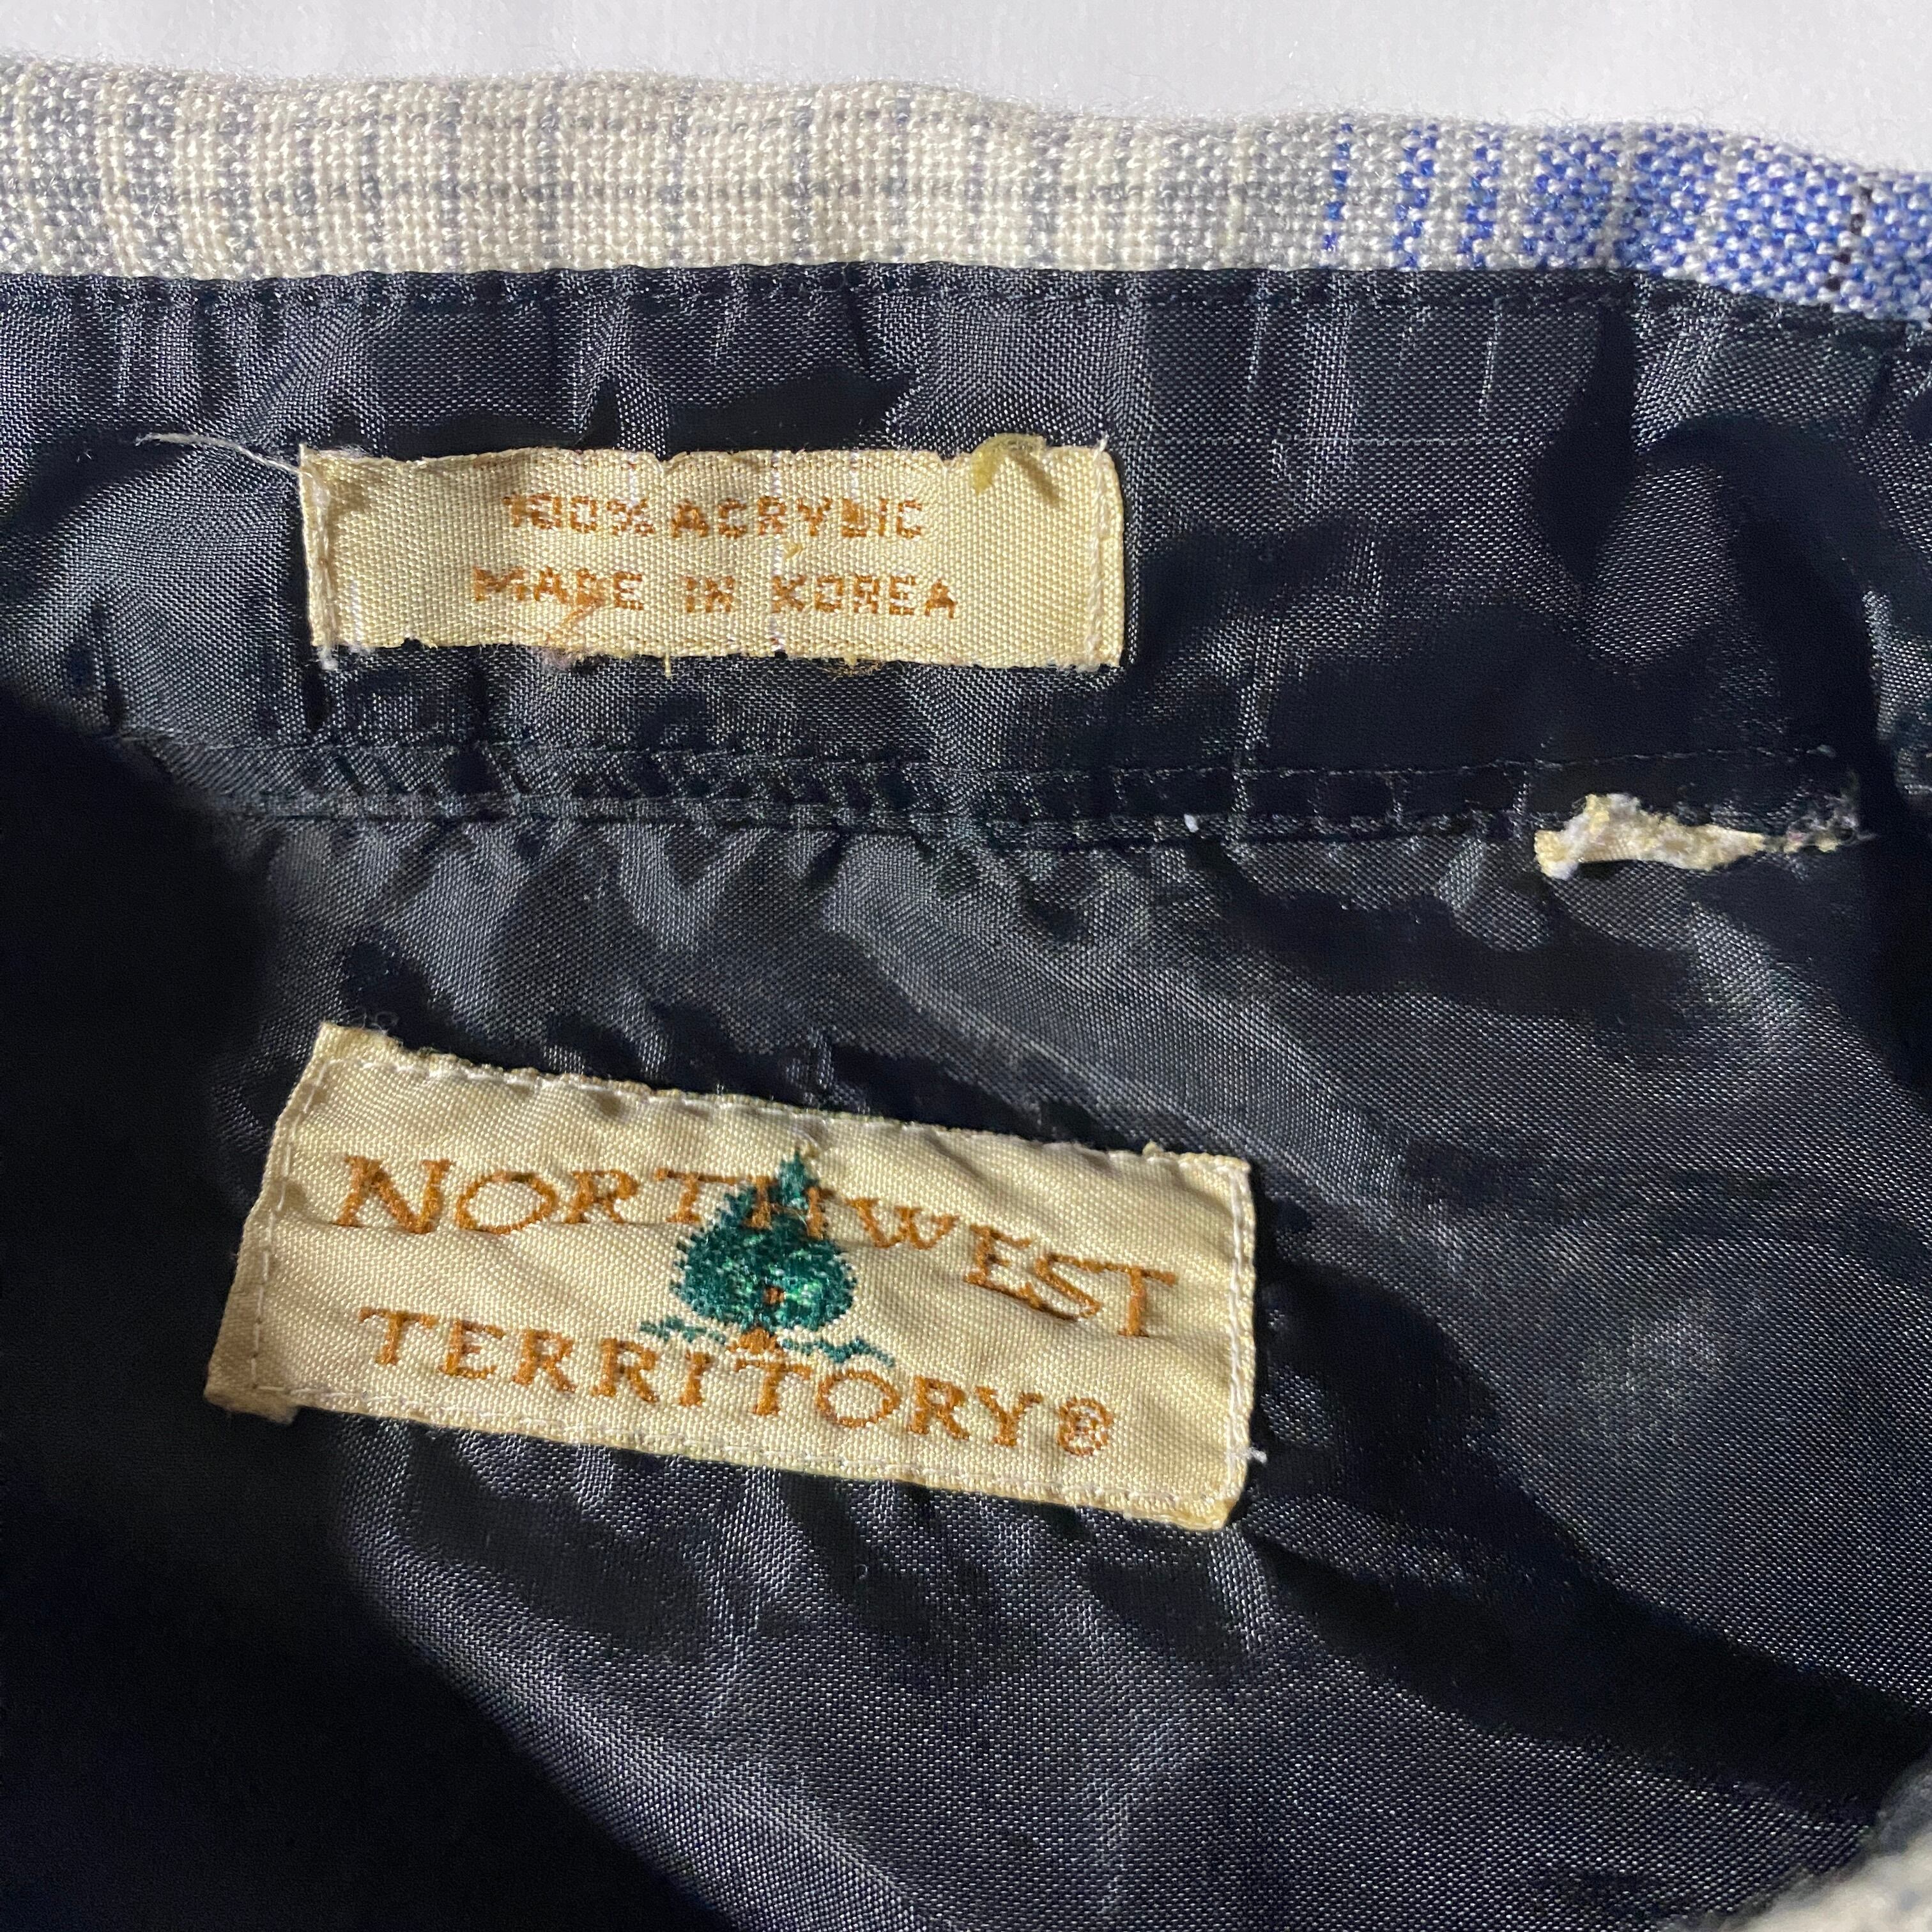 100% ACRYLIC
MADE IN KOREA
NORTHWEST
TERRITORY®